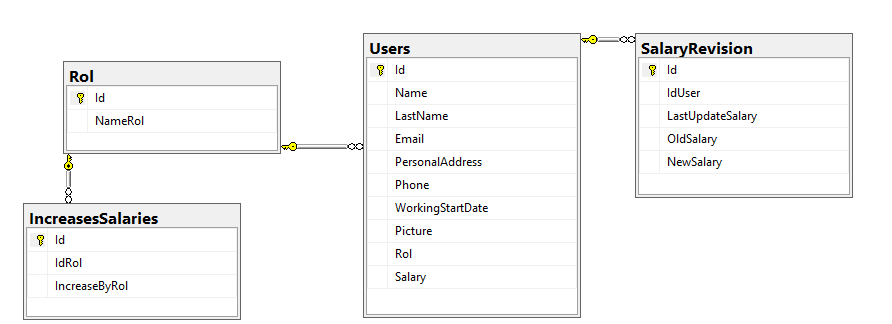 Rol
Id
NameRol
IncreasesSalaries
Id
IdRol
IncreaseByRol
Users
Id
Name
LastName
Email
PersonalAddress
Phone
WorkingStartDate
Picture
Rol
Salary
SalaryRevision
Id
IdUser
LastUpdateSalary
OldSalary
NewSalary